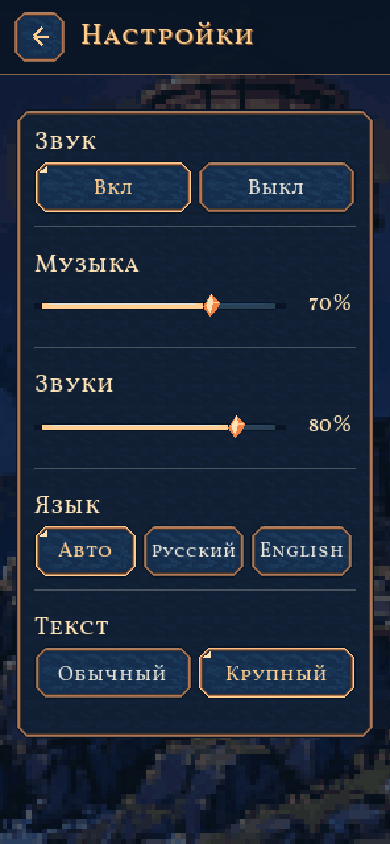 Настройки
Звук
Вкл Выкл
Музыка
70%
Звуки
80%
Язык
Авто Русский English
Текст
Обычный Крупный